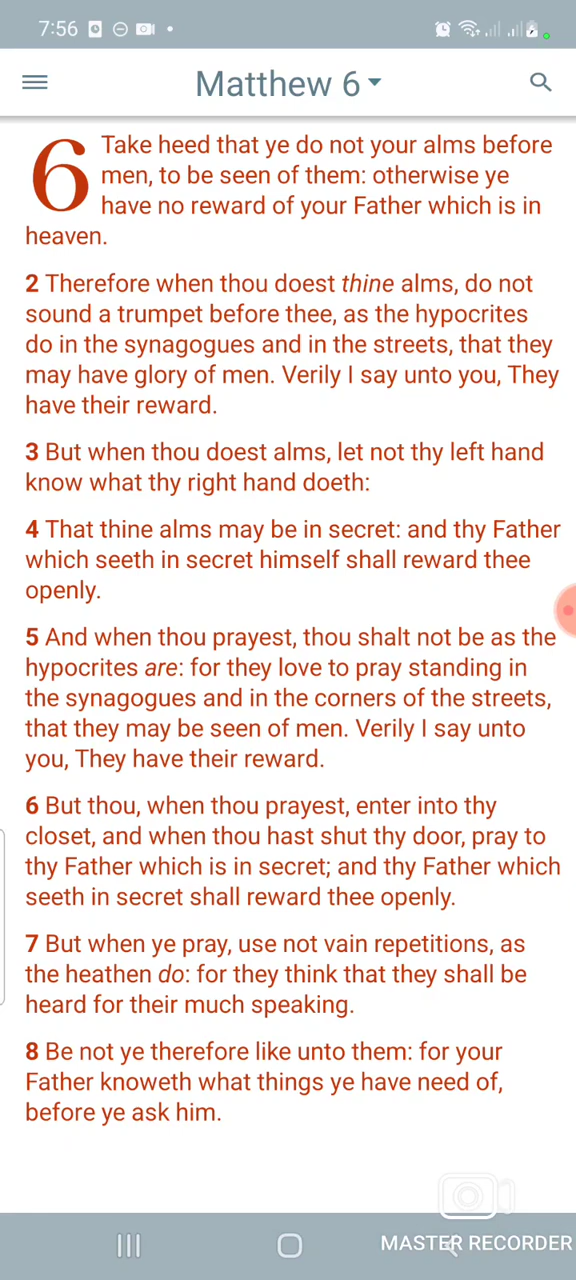 7:56
Matthew 6
6 Take heed that ye do not your alms before
men, to be seen of them: otherwise ye
have no reward of your Father which is in
heaven.
2 Therefore when thou doest thine alms, do not
sound a trumpet before thee, as the hypocrites
do in the synagogues and in the streets, that they
may have glory of men. Verily I say unto you, They
have their reward.
3 But when thou doest alms, let not thy left hand
know what thy right hand doeth:
4 That thine alms may be in secret: and thy Father
which seeth in secret himself shall reward thee
openly.
5 And when thou prayest, thou shalt not be as the
hypocrites are: for they love to pray standing in
the synagogues and in the corners of the streets,
that they may be seen of men. Verily I say unto
you, They have their reward.
6 But thou, when thou prayest, enter into thy
closet, and when thou hast shut thy door, pray to
thy Father which is in secret; and thy Father which
seeth in secret shall reward thee openly.
7 But when ye pray, use not vain repetitions, as
the heathen do: for they think that they shall be
heard for their much speaking.
8 Be not ye therefore like unto them: for your
Father knoweth what things ye have need of,
before ye ask him.
MASTER RECORDER